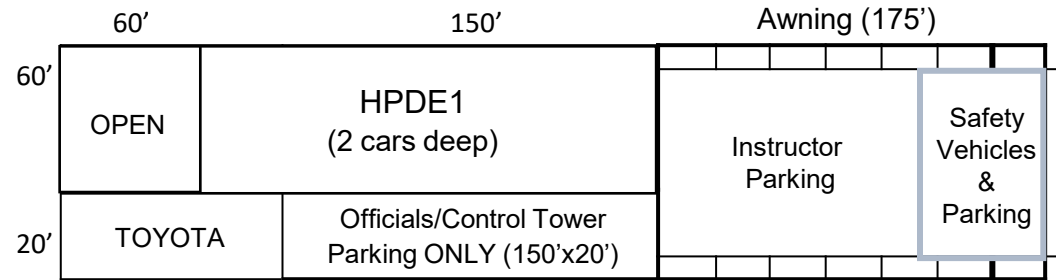 60’ 150’ Awning (175’)
60’
OPEN
HPDE1
(2 cars deep)
Instructor
Parking
Safety
Vehicles
&
Parking
20’
TOYOTA
Officials/Control Tower
Parking ONLY (150’x20’)